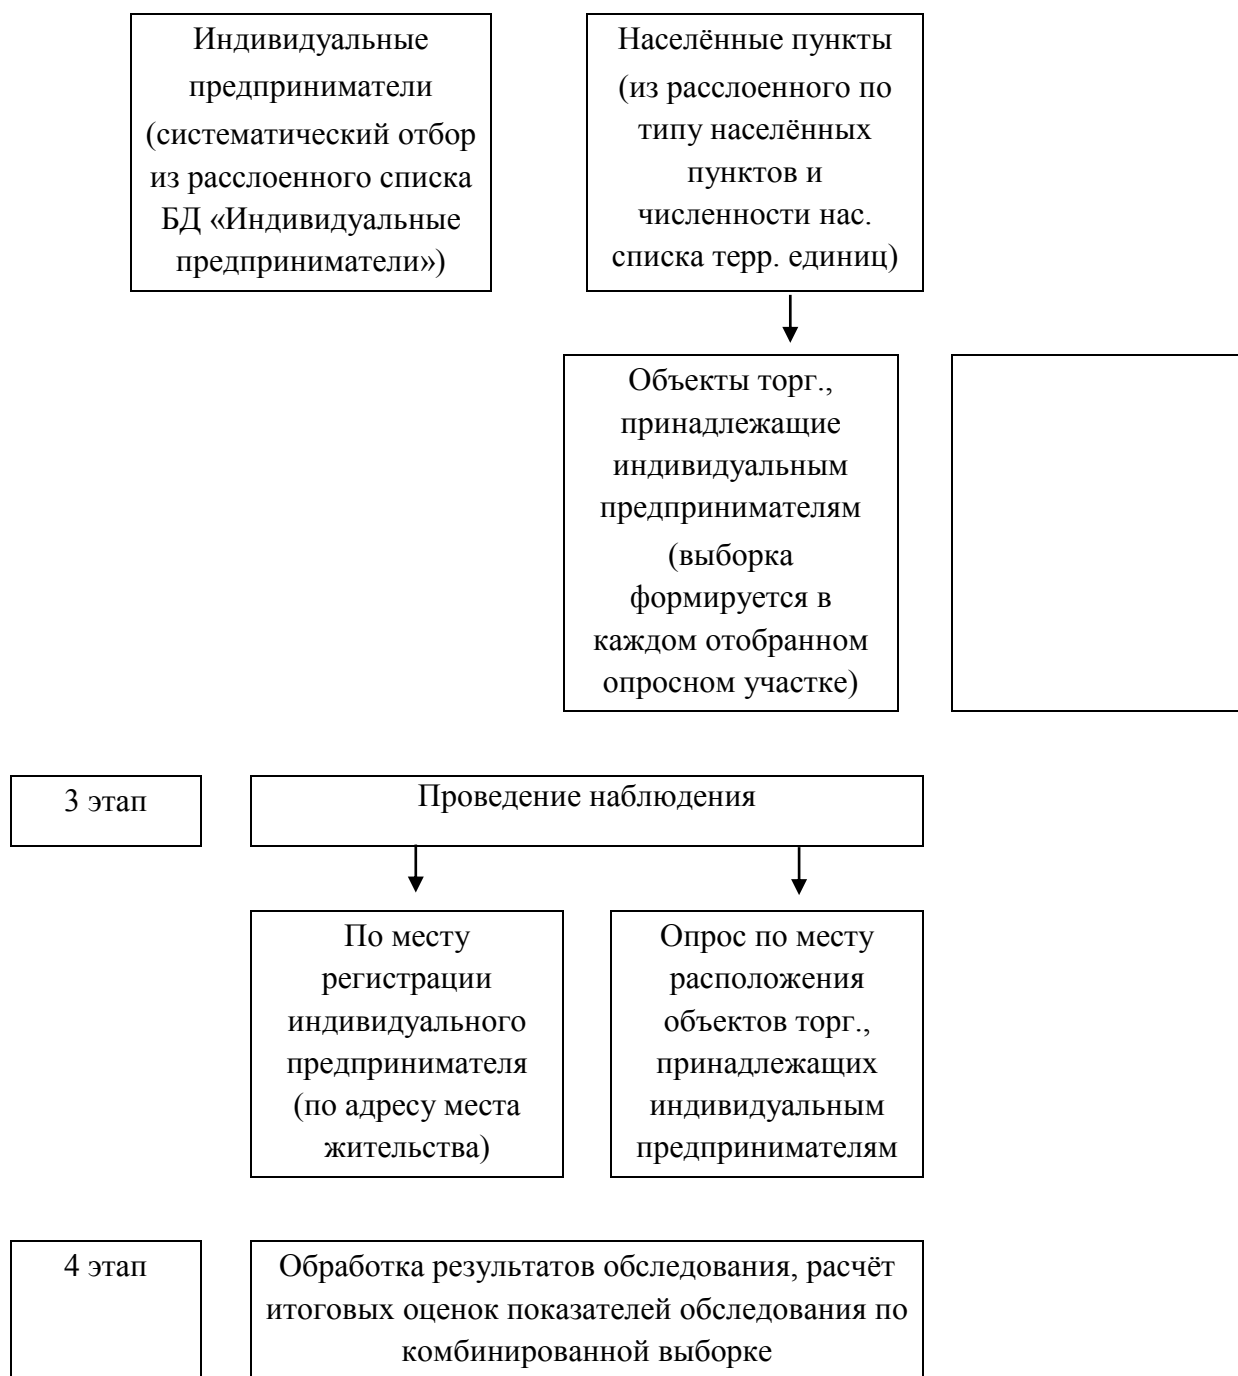 Индивидуальные
предприниматели
(систематический отбор
из расслоенного списка
БД «Индивидуальные
предприниматели»)
Населённые пункты
(из расслоенного по
типу населённых
пунктов и
численности нас.
списка терр. единиц)
Объекты торг.,
принадлежащие
индивидуальным
предпринимателям
(выборка
формируется в
каждом отобранном
опросном участке)
3 этап
Проведение наблюдения
По месту
регистрации
индивидуального
предпринимателя
(по адресу места
жительства)
Опрос по месту
расположения
объектов торг.,
принадлежащих
индивидуальным
предпринимателям
4 этап
Обработка результатов обследования, расчёт
итоговых оценок показателей обследования по
комбинированной выборке